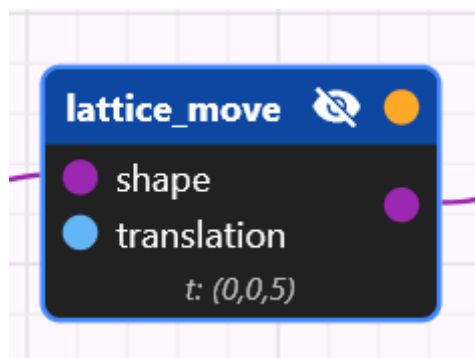 lattice_move
shape
translation
t: (0,0,5)